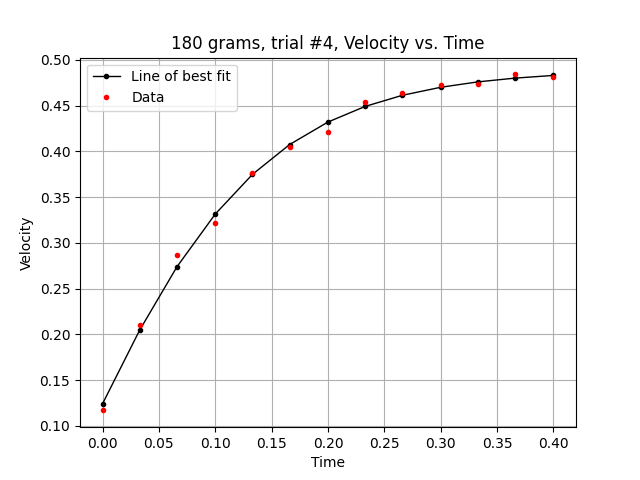 180 grams, trial #4, Velocity vs. Time
Line of best fit
Data
0.50
0.45
0.40
0.35
0.30
0.25
0.20
0.15
0.10
Velocity
0.00 0.05 0.10 0.15 0.20 0.25 0.30 0.35 0.40
Time